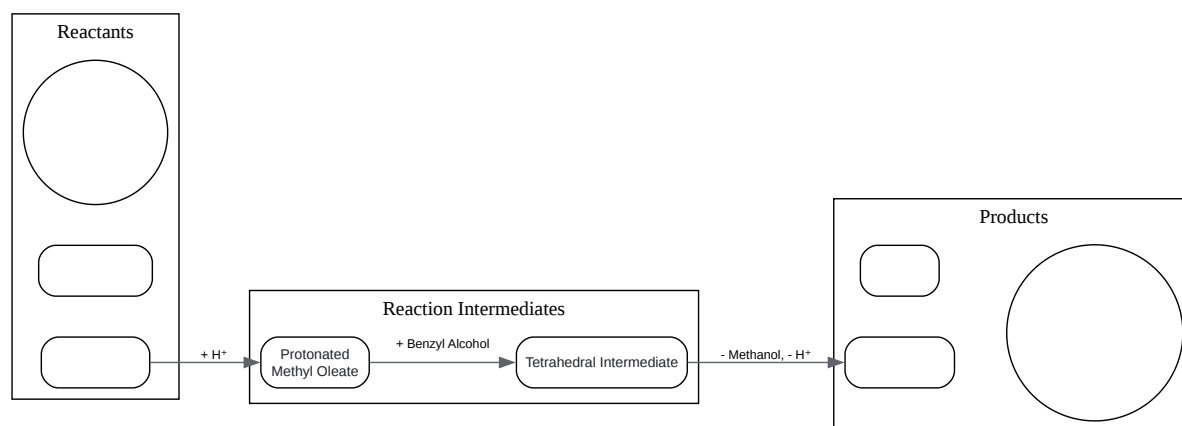 Reactants
+ H⁺
Reaction Intermediates
Protonated
Methyl Oleate
+ Benzyl Alcohol
Tetrahedral Intermediate
- Methanol, - H⁺
Products